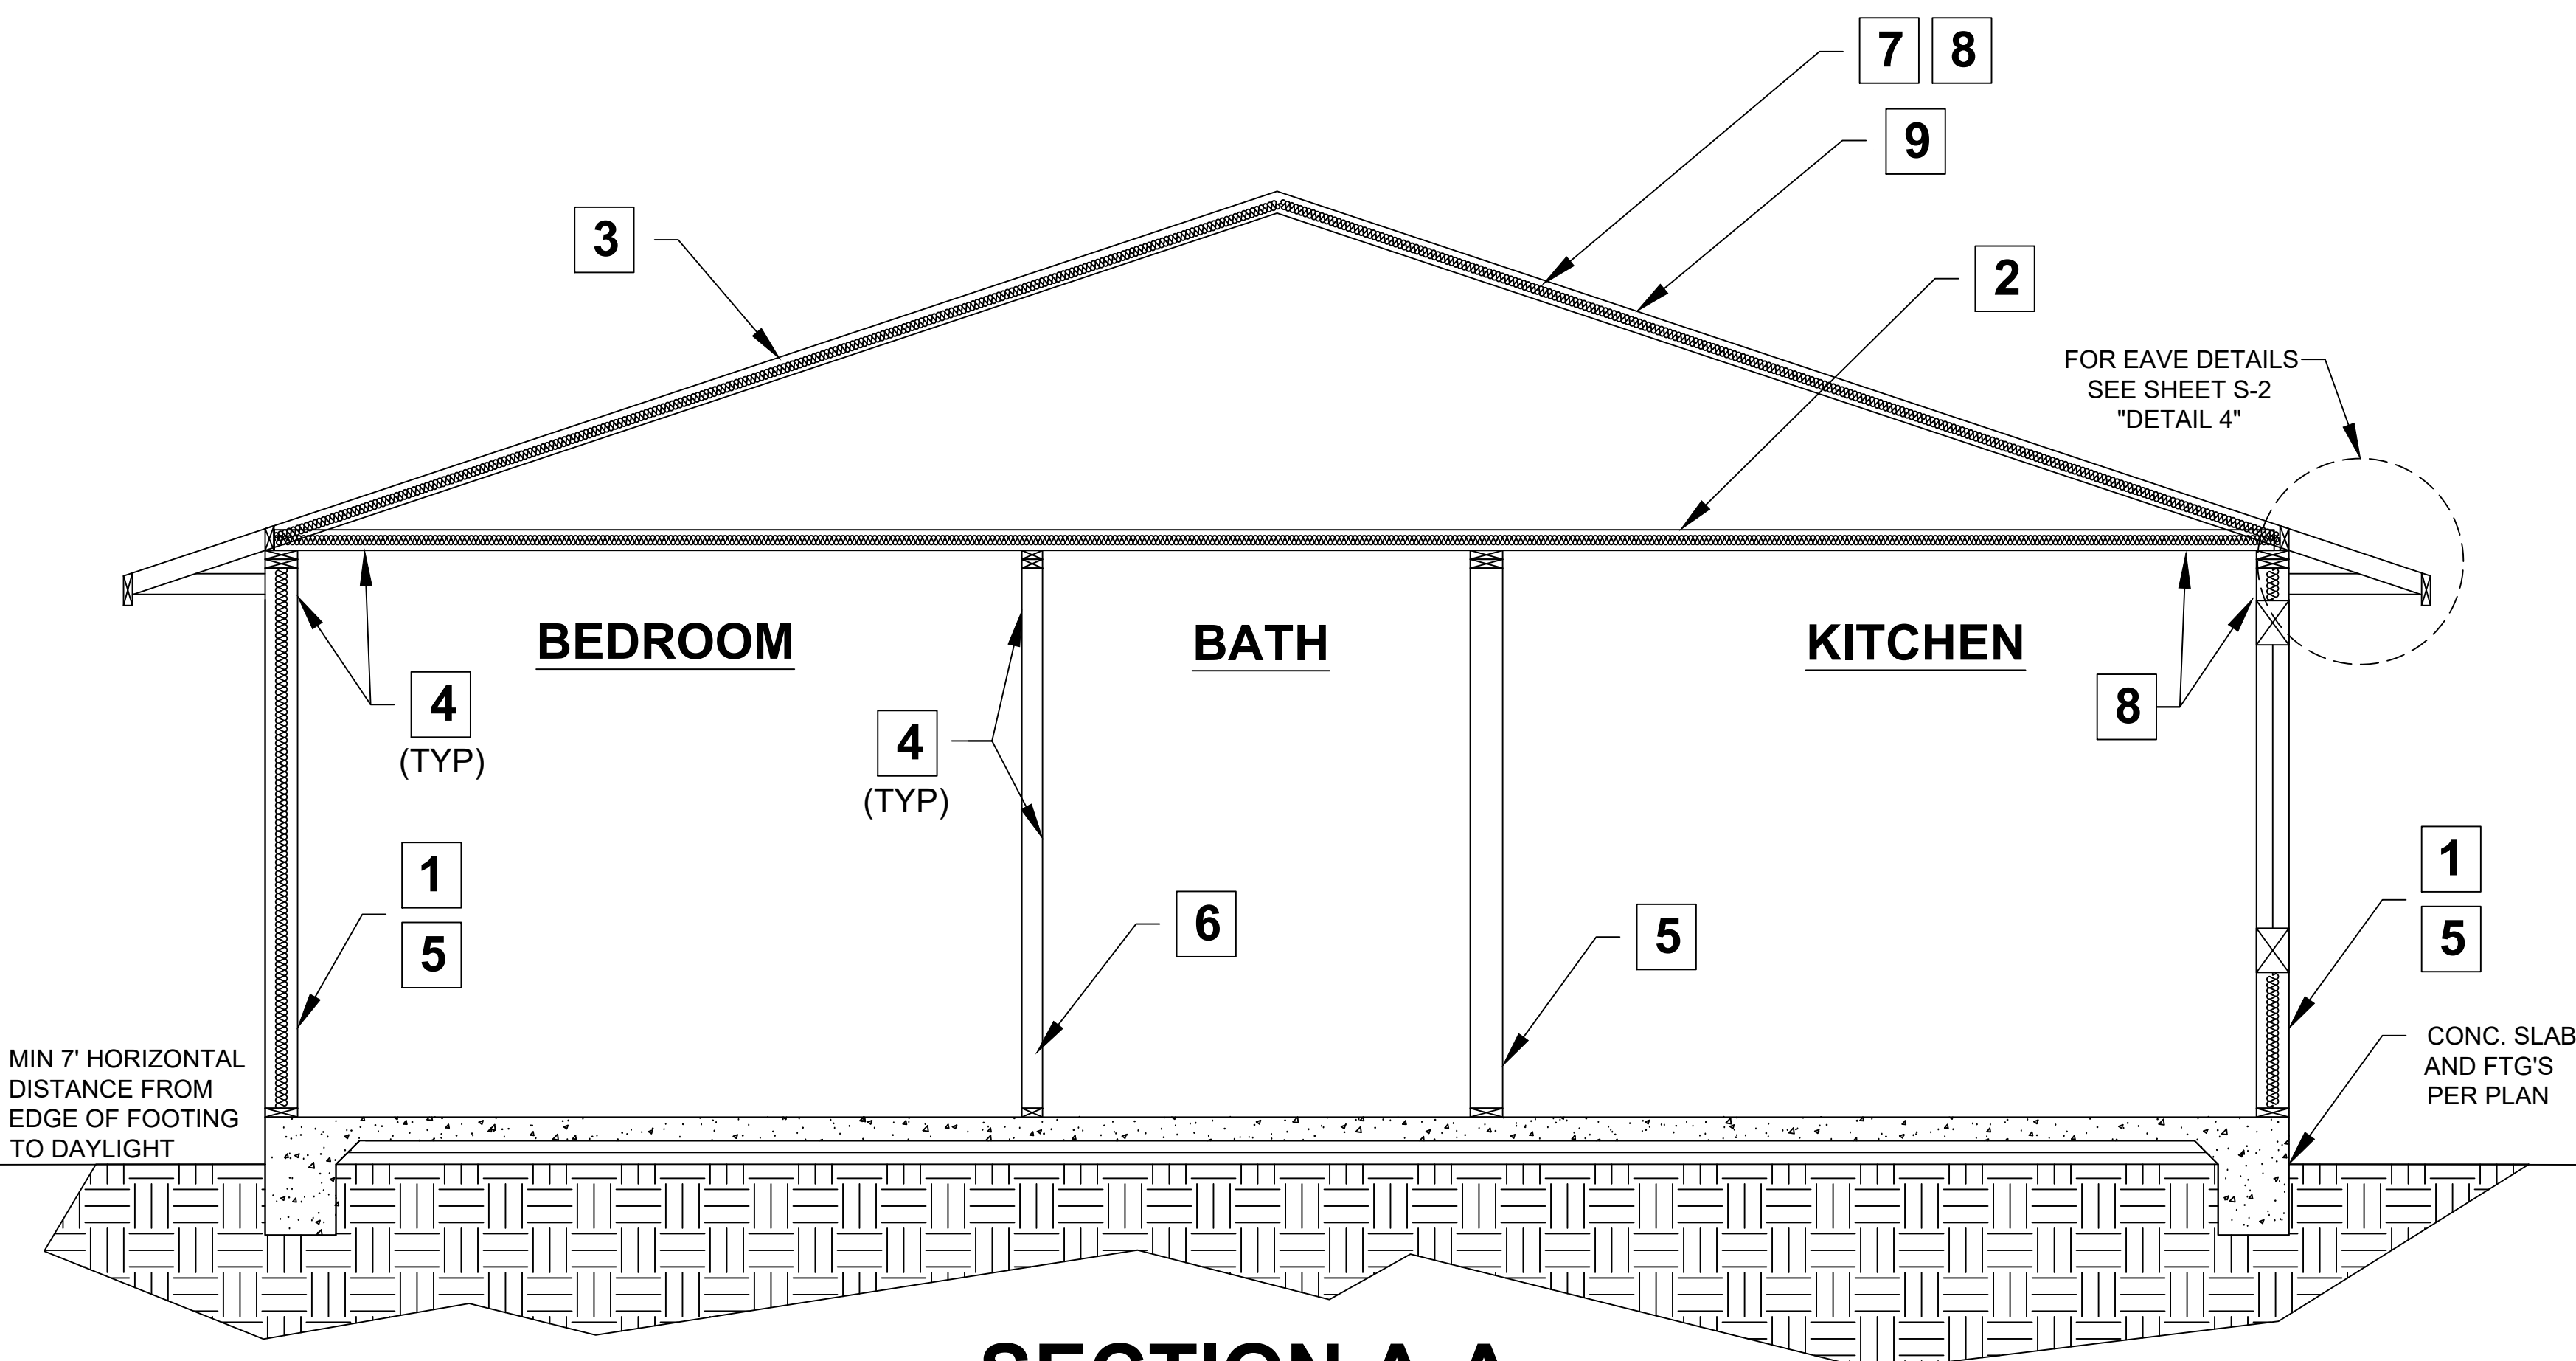 7 8
9
3
2
FOR EAVE DETAILS
SEE SHEET S-2
"DETAIL 4"
BEDROOM
BATH
KITCHEN
4
(TYP)
4
(TYP)
8
1
5
6
5
1
5
MIN 7' HORIZONTAL
DISTANCE FROM
EDGE OF FOOTING
TO DAYLIGHT
CONC. SLAB
AND FTG'S
PER PLAN
SECTION A-A